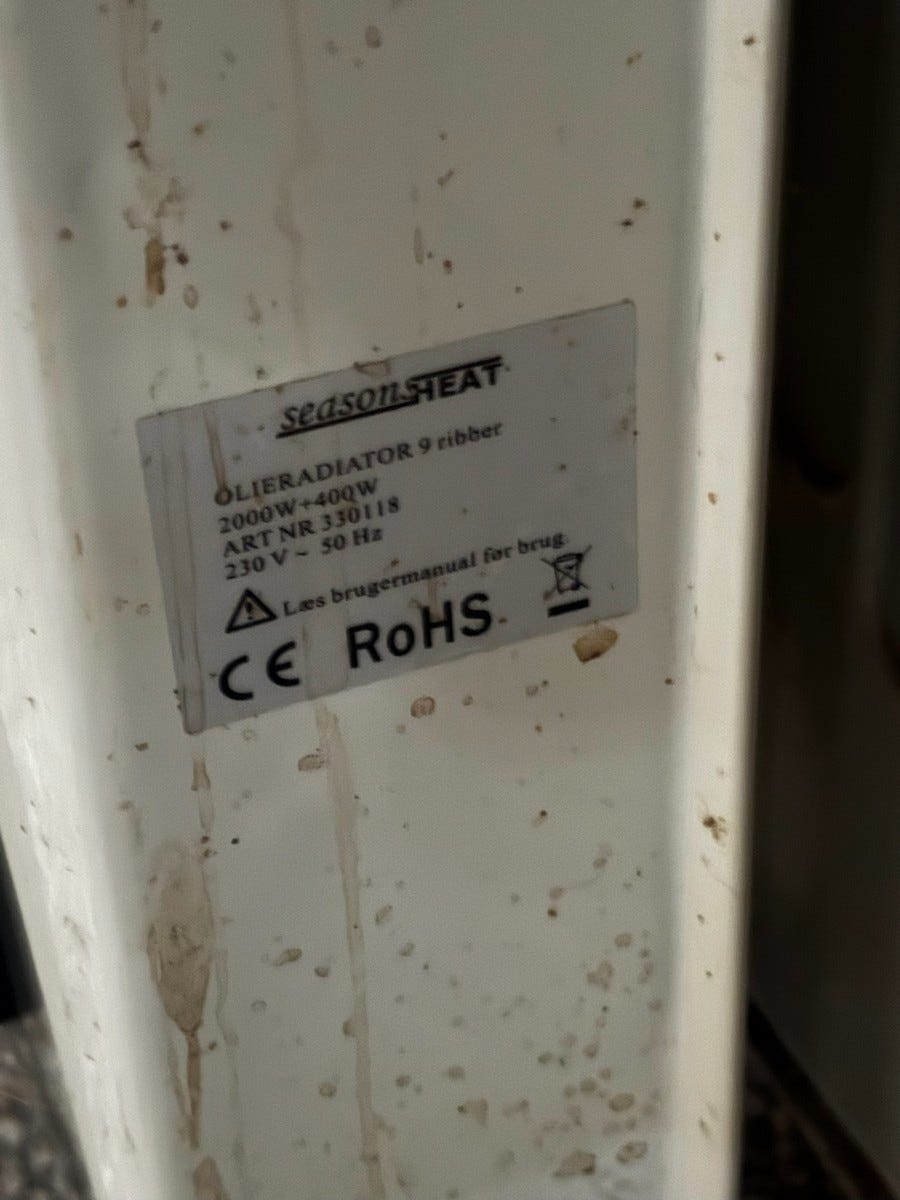 seasonsHEAT
OLIERADIATOR 9 ribber
2000W+400W
ART NR 330118
230 V ~ 50 Hz
Læs brugermanual før brug.
CE RoHS